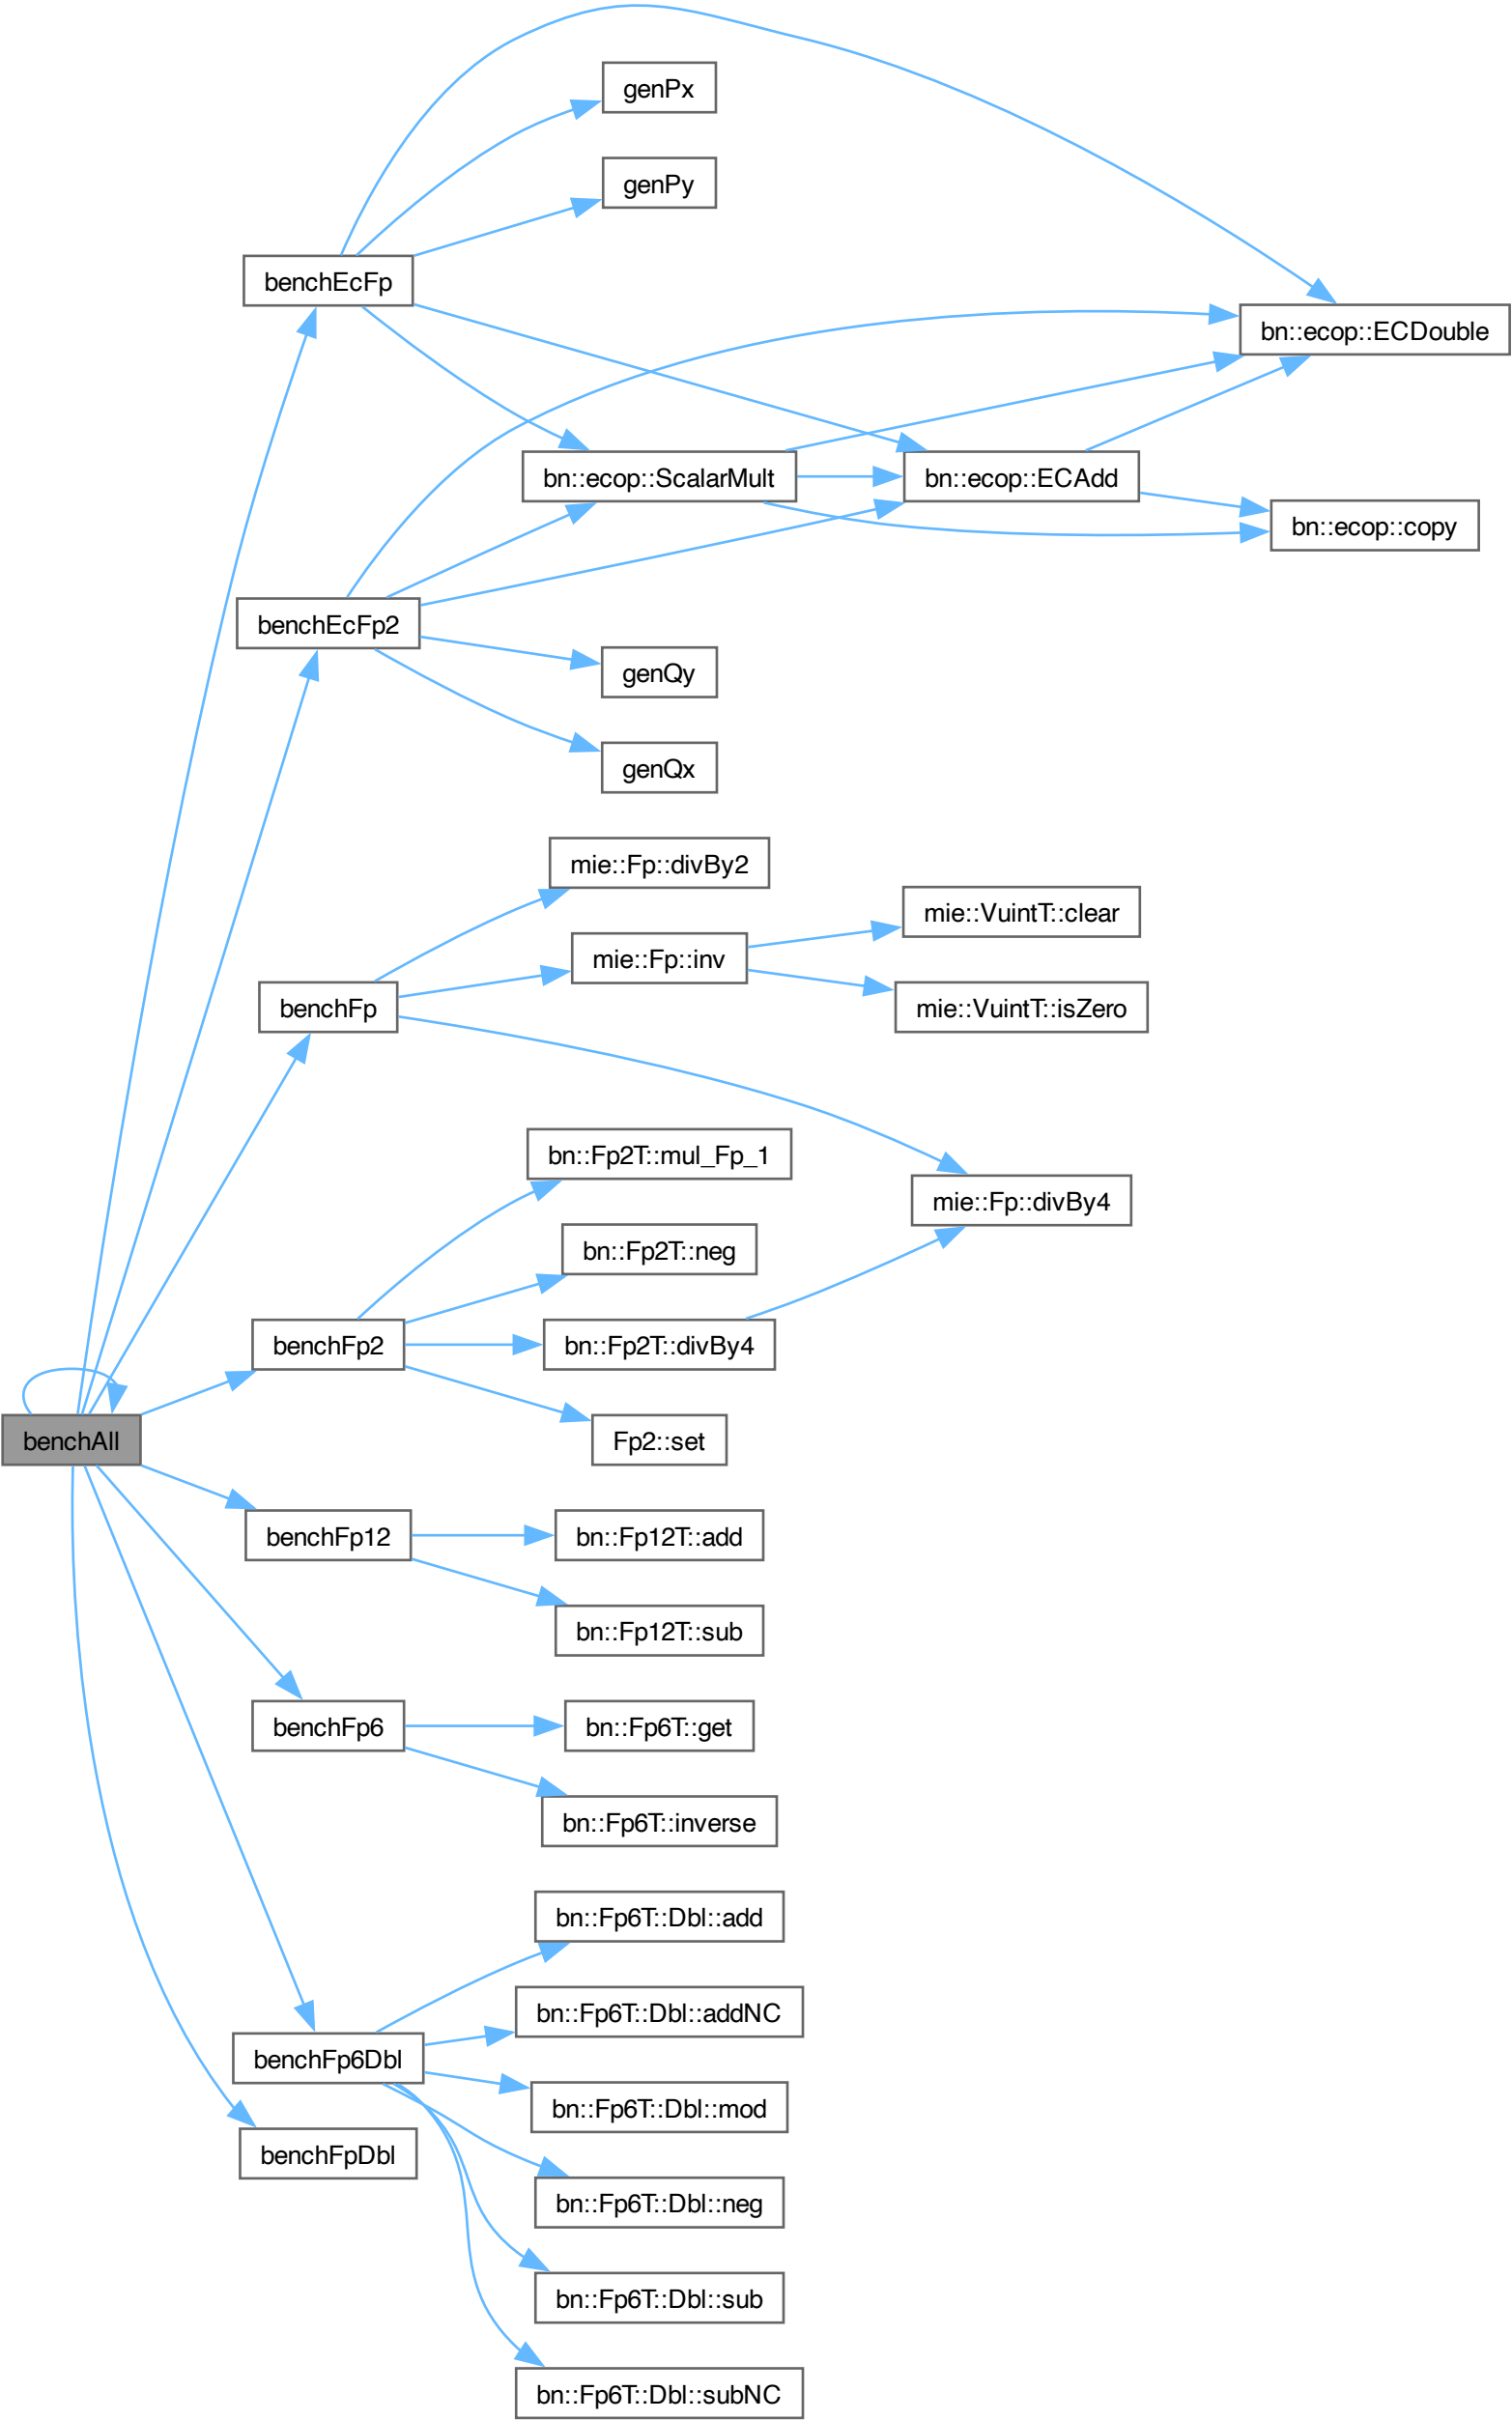 genPx
genPy
benchEcFp
bn::ecop::ECDouble
bn::ecop::ScalarMult
bn::ecop::ECAdd
bn::ecop::copy
benchEcFp2
genQy
genQx
mie::Fp::divBy2
mie::VuintT::clear
mie::Fp::inv
benchFp
mie::VuintT::isZero
bn::Fp2T::mul_Fp_1
mie::Fp::divBy4
bn::Fp2T::neg
benchFp2
bn::Fp2T::divBy4
benchAll
Fp2::set
benchFp12
bn::Fp12T::add
bn::Fp12T::sub
benchFp6
bn::Fp6T::get
bn::Fp6T::inverse
bn::Fp6T::Dbl::add
bn::Fp6T::Dbl::addNC
benchFp6Dbl
bn::Fp6T::Dbl::mod
benchFpDbl
bn::Fp6T::Dbl::neg
bn::Fp6T::Dbl::sub
bn::Fp6T::Dbl::subNC